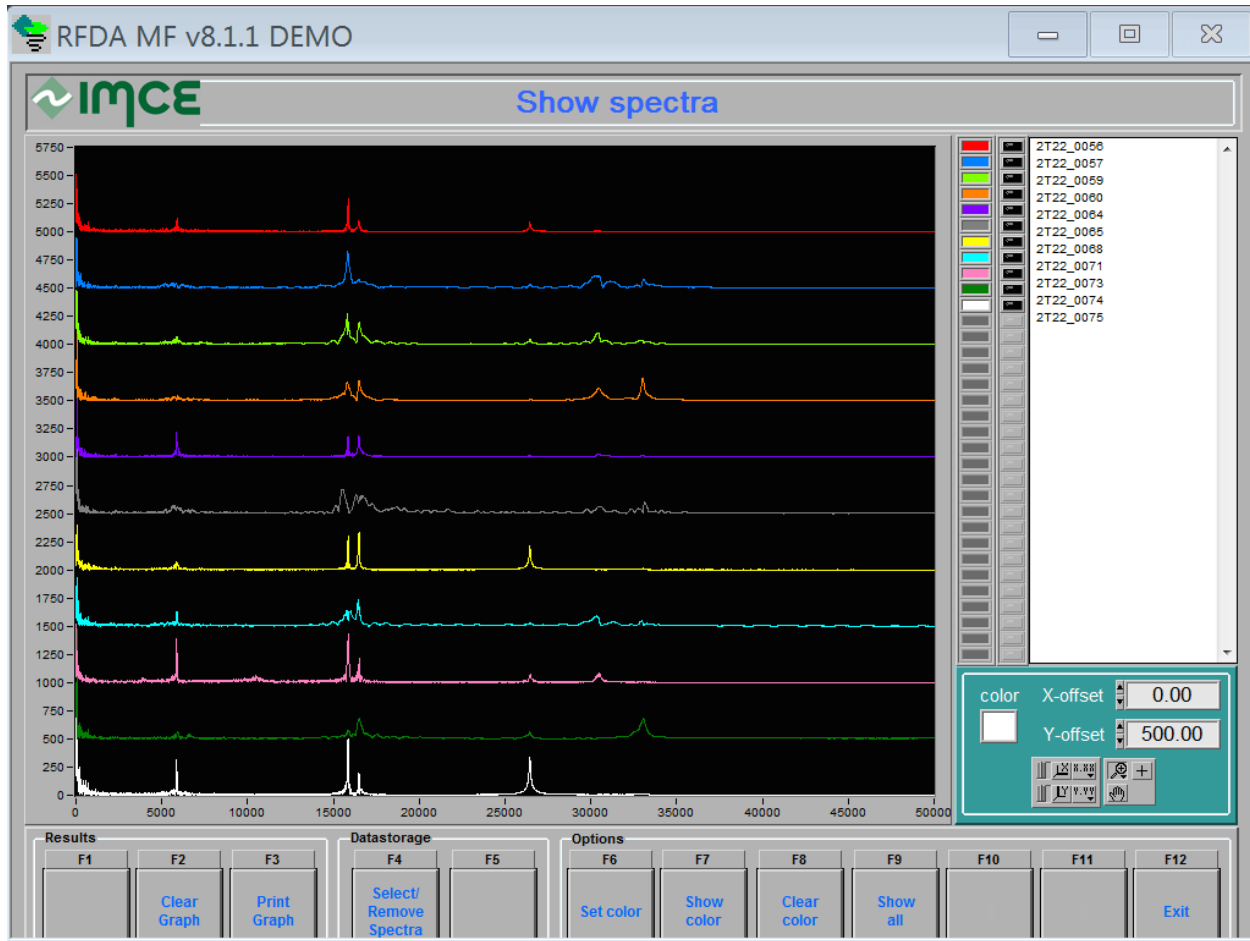 RFDA MF v8.1.1 DEMO
IMCE
Show spectra
5750
5500
5250
5000
4750
4500
4250
4000
3750
3500
3250
3000
2750
2500
2250
2000
1750
1500
1250
1000
750
500
250
0
0 5000 10000 15000 20000 25000 30000 35000 40000 45000 50000
2T22_0056
2T22_0057
2T22_0059
2T22_0060
2T22_0064
2T22_0065
2T22_0068
2T22_0071
2T22_0073
2T22_0074
2T22_0075
color X-offset 0.00
Y-offset 500.00
X X.XX
Y Y.YY
Results Datastorage Options
F1 F2 F3 F4 F5 F6 F7 F8 F9 F10 F11 F12
Clear Graph
Print Graph
Select/ Remove Spectra
Set color
Show color
Clear color
Show all
Exit